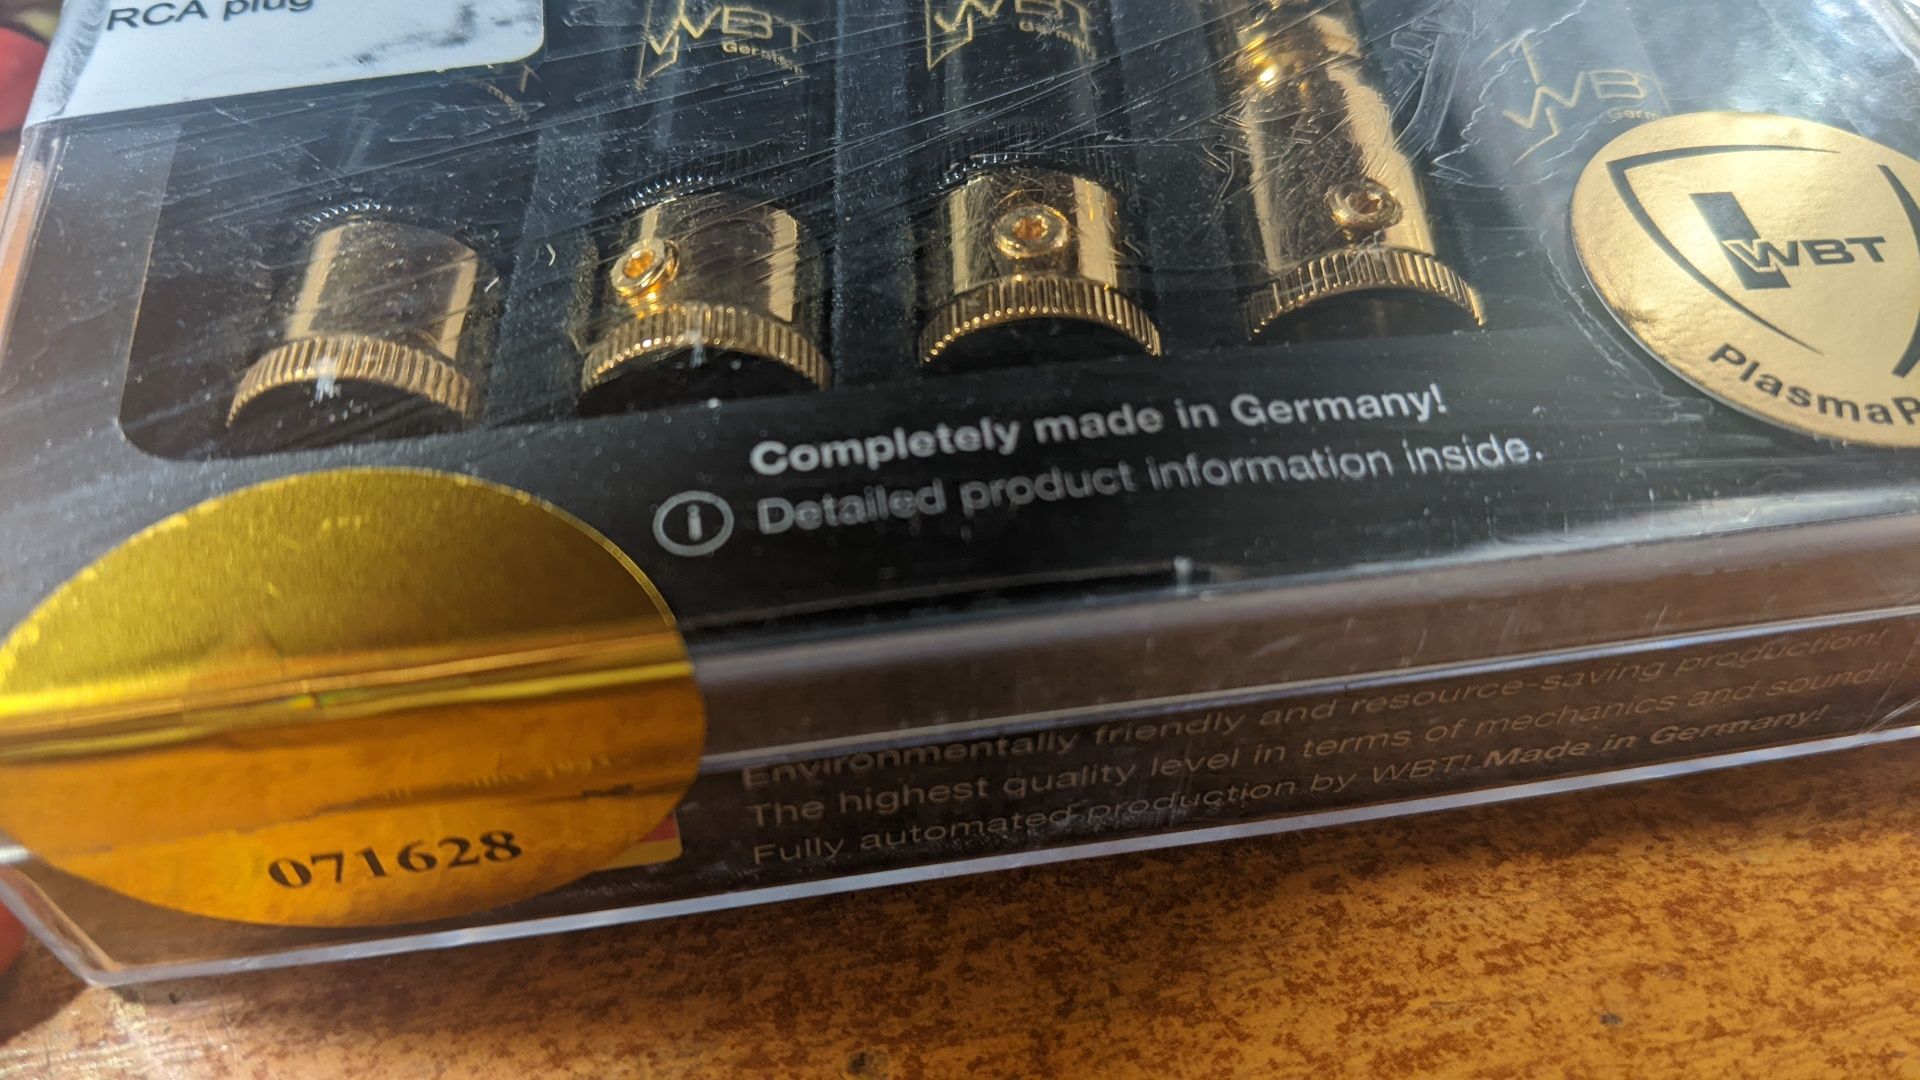 RCA plug
WBT
Germany
WBT
Germany
WBT
WBT
PlasmaP
Completely made in Germany!
i Detailed product information inside.
Environmentally friendly and resource-saving production!
The highest quality level in terms of mechanics and sound!
Fully automated production by WBT! Made in Germany!
071628